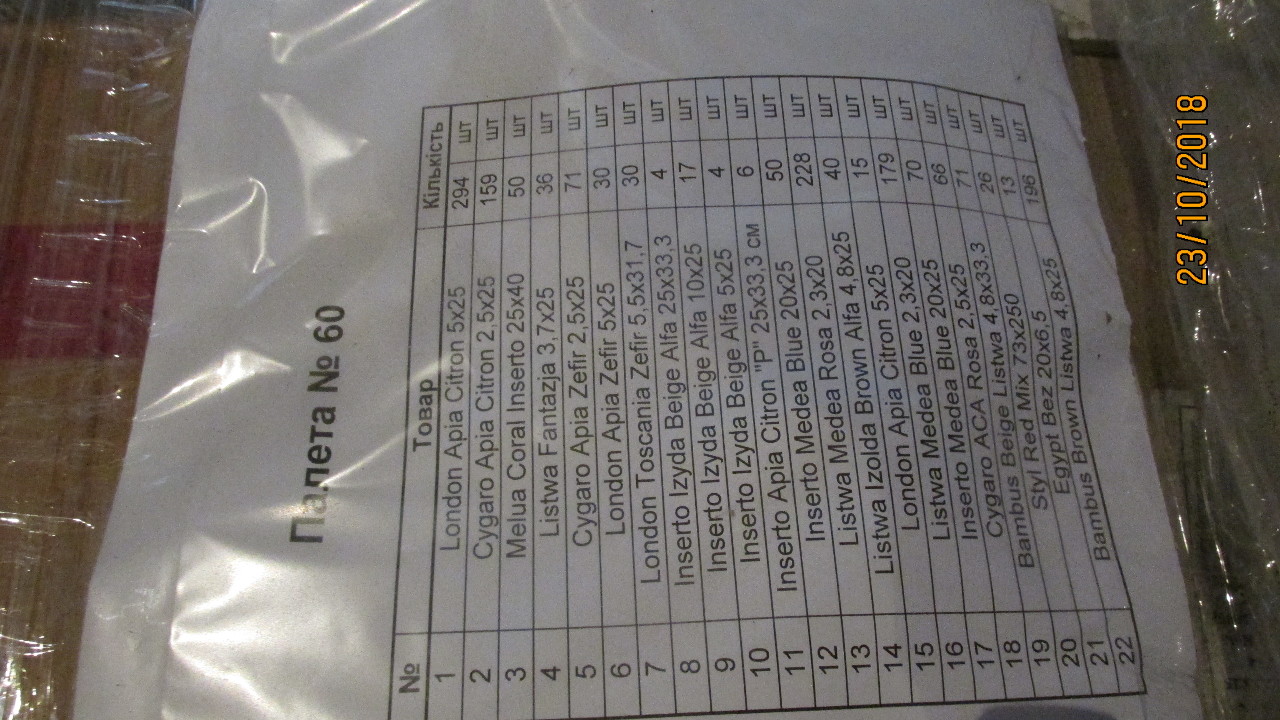 Палета № 60
№ Товар Кількість
1 London Apia Citron 5x25 294 шт
2 Cygaro Apia Citron 2,5x25 159 шт
3 Melua Coral Inserto 25x40 50 шт
4 Listwa Fantazja 3,7x25 36 шт
5 Cygaro Apia Zefir 2,5x25 71 шт
6 London Apia Zefir 5x25 30 шт
7 London Toscania Zefir 5,5x31,7 30 шт
8 Inserto Izyda Beige Alfa 25x33,3 4 шт
9 Inserto Izyda Beige Alfa 10x25 17 шт
10 Inserto Izyda Beige Alfa 5x25 4 шт
11 Inserto Apia Citron "P" 25x33,3 см 6 шт
12 Inserto Medea Blue 20x25 50 шт
13 Listwa Medea Rosa 2,3x20 228 шт
14 Listwa Izolda Brown Alfa 4,8x25 40 шт
15 London Apia Citron 5x25 15 шт
16 Listwa Medea Blue 2,3x20 179 шт
17 Inserto Medea Blue 20x25 70 шт
18 Cygaro ACA Rosa 2,5x25 66 шт
19 Bambus Beige Listwa 4,8x33,3 71 шт
20 Styl Red Mix 73x250 26 шт
21 Egypt Bez 20x6,5 13 шт
22 Bambus Brown Listwa 4,8x25 196 шт
23/10/2018